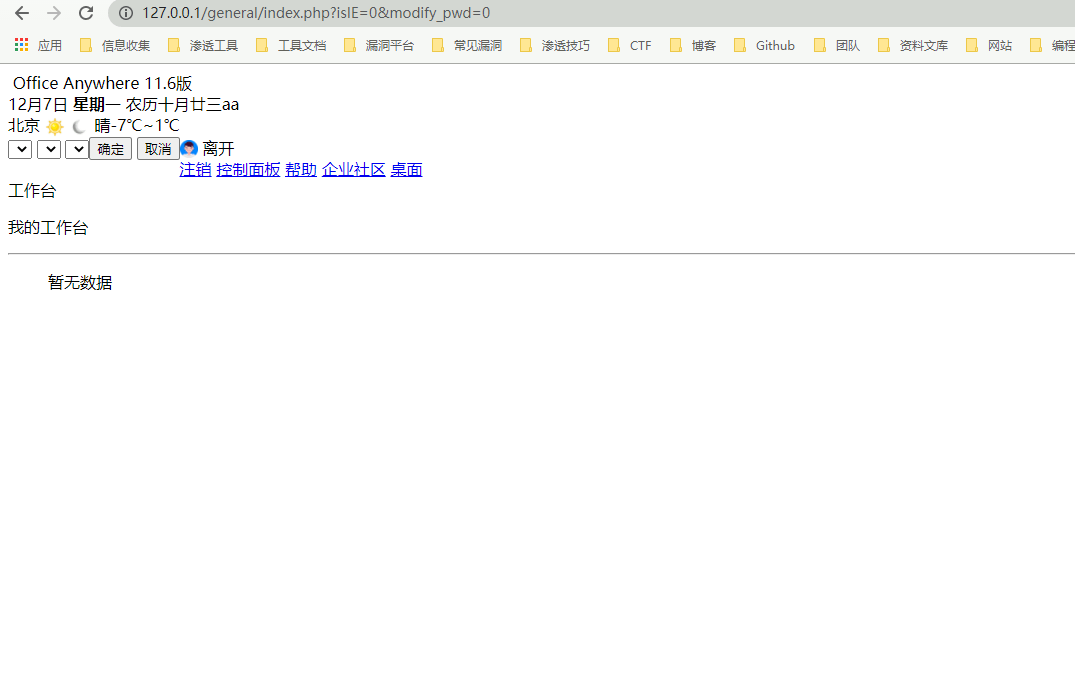 127.0.0.1/general/index.php?isIE=0&modify_pwd=0
应用 信息收集 渗透工具 工具文档 漏洞平台 常见漏洞 渗透技巧 CTF 博客 Github 团队 资料文库 网站 编程
Office Anywhere 11.6版
12月7日 星期一 农历十月廿三aa
北京 晴-7℃~1℃
确定 取消 离开
注销 控制面板 帮助 企业社区 桌面
工作台
我的工作台
暂无数据